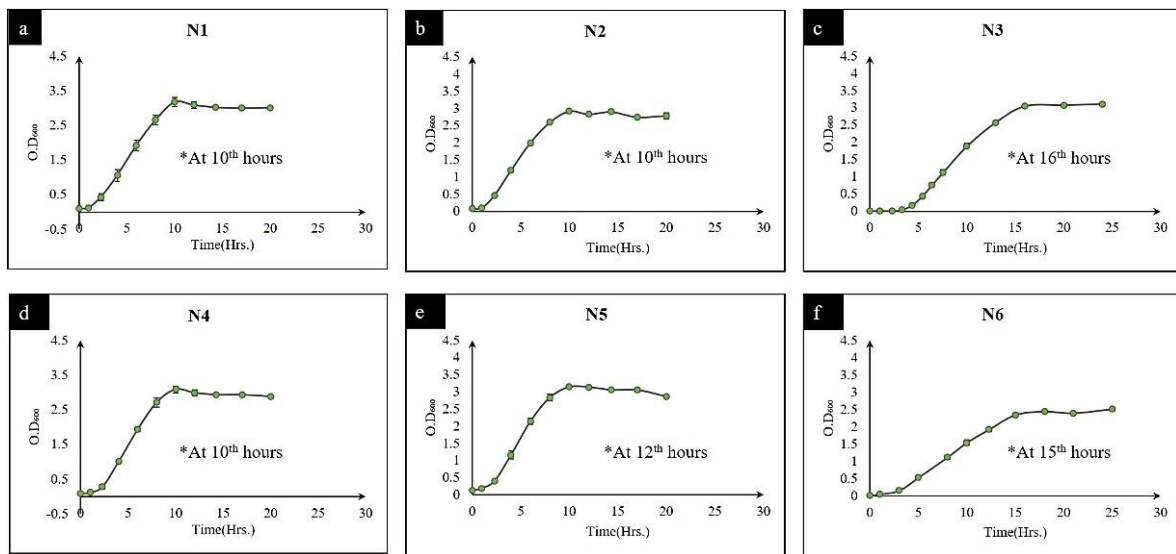 a
N1
4.5
3.5
2.5
1.5
0.5
-0.5
O.D₆₀₀
0 5 10 15 20 25 30
Time(Hrs.)
*At 10ᵗʰ hours
b
N2
4.5
4
3.5
3
2.5
2
1.5
1
0.5
0
O.D₆₀₀
0 5 10 15 20 25 30
Time(Hrs.)
*At 10ᵗʰ hours
c
N3
4.5
4
3.5
3
2.5
2
1.5
1
0.5
0
O.D₆₀₀
0 5 10 15 20 25 30
Time(Hrs.)
*At 16ᵗʰ hours
d
N4
4.5
3.5
2.5
1.5
0.5
-0.5
O.D₆₀₀
0 5 10 15 20 25 30
Time(Hrs.)
*At 10ᵗʰ hours
e
N5
4.5
4
3.5
3
2.5
2
1.5
1
0.5
0
O.D₆₀₀
0 5 10 15 20 25 30
Time(Hrs.)
*At 12ᵗʰ hours
f
N6
4.5
4
3.5
3
2.5
2
1.5
1
0.5
0
O.D₆₀₀
0 5 10 15 20 25 30
Time(Hrs.)
*At 15ᵗʰ hours